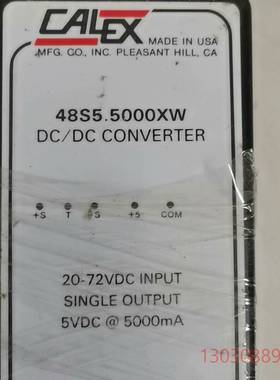 CALEX
MADE IN USA
MFG. CO., INC. PLEASANT HILL, CA
48S5.5000XW
DC/DC CONVERTER
+S T -S +5 COM
20-72VDC INPUT
SINGLE OUTPUT
5VDC @ 5000mA